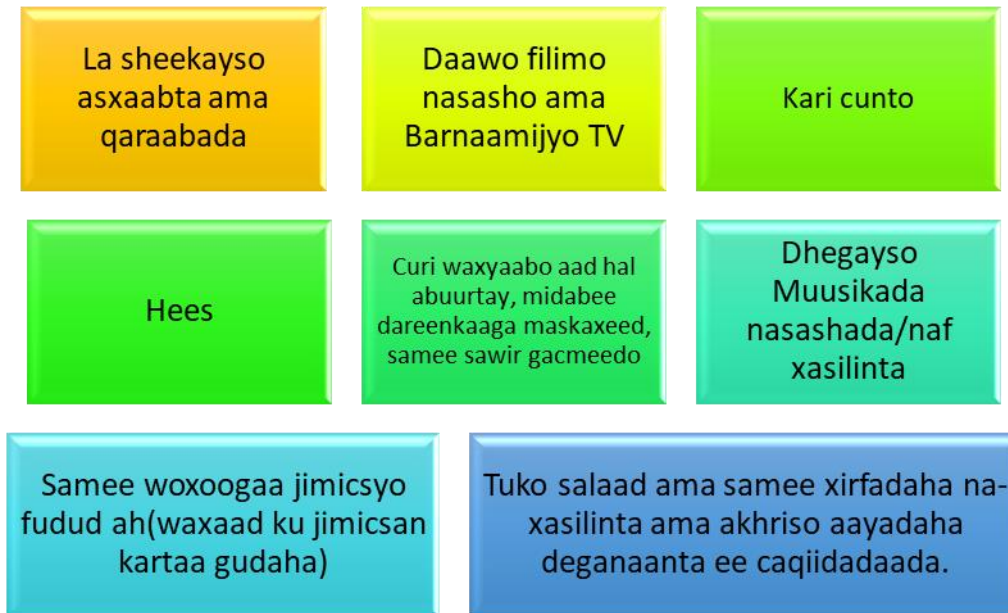 La sheekayso
asxaabta ama
qaraabada
Daawo filimo
nasasho ama
Barnaamijyo TV
Kari cunto
Hees
Curi waxyaabo aad hal
abuurtay, midabee
dareenkaaga maskaxeed,
samee sawir gacmeedo
Dhegayso
Muusikada
nasashada/naf
xasilinta
Samee woxoogaa jimicsyo
fudud ah(waxaad ku jimicsan
kartaa gudaha)
Tuko salaad ama samee xirfadaha na-
xasilinta ama akhriso aayadaha
deganaanta ee caqiidadaada.